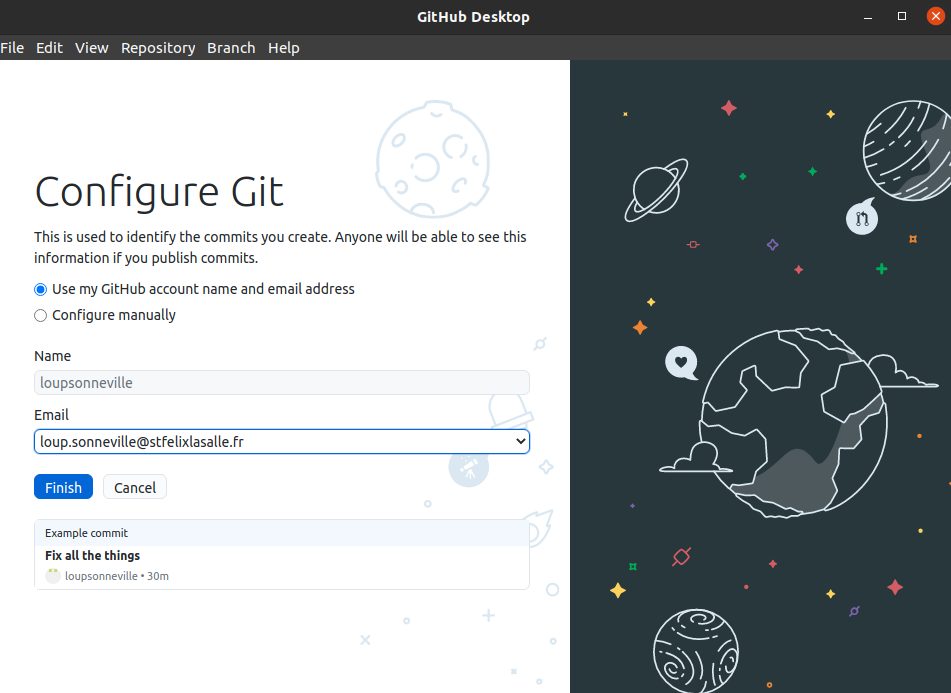 GitHub Desktop
File Edit View Repository Branch Help
Configure Git
This is used to identify the commits you create. Anyone will be able to see this
information if you publish commits.
Use my GitHub account name and email address
Configure manually
Name
loupsonneville
Email
loup.sonneville@stfelixlasalle.fr
Finish Cancel
Example commit
Fix all the things
loupsonneville • 30m